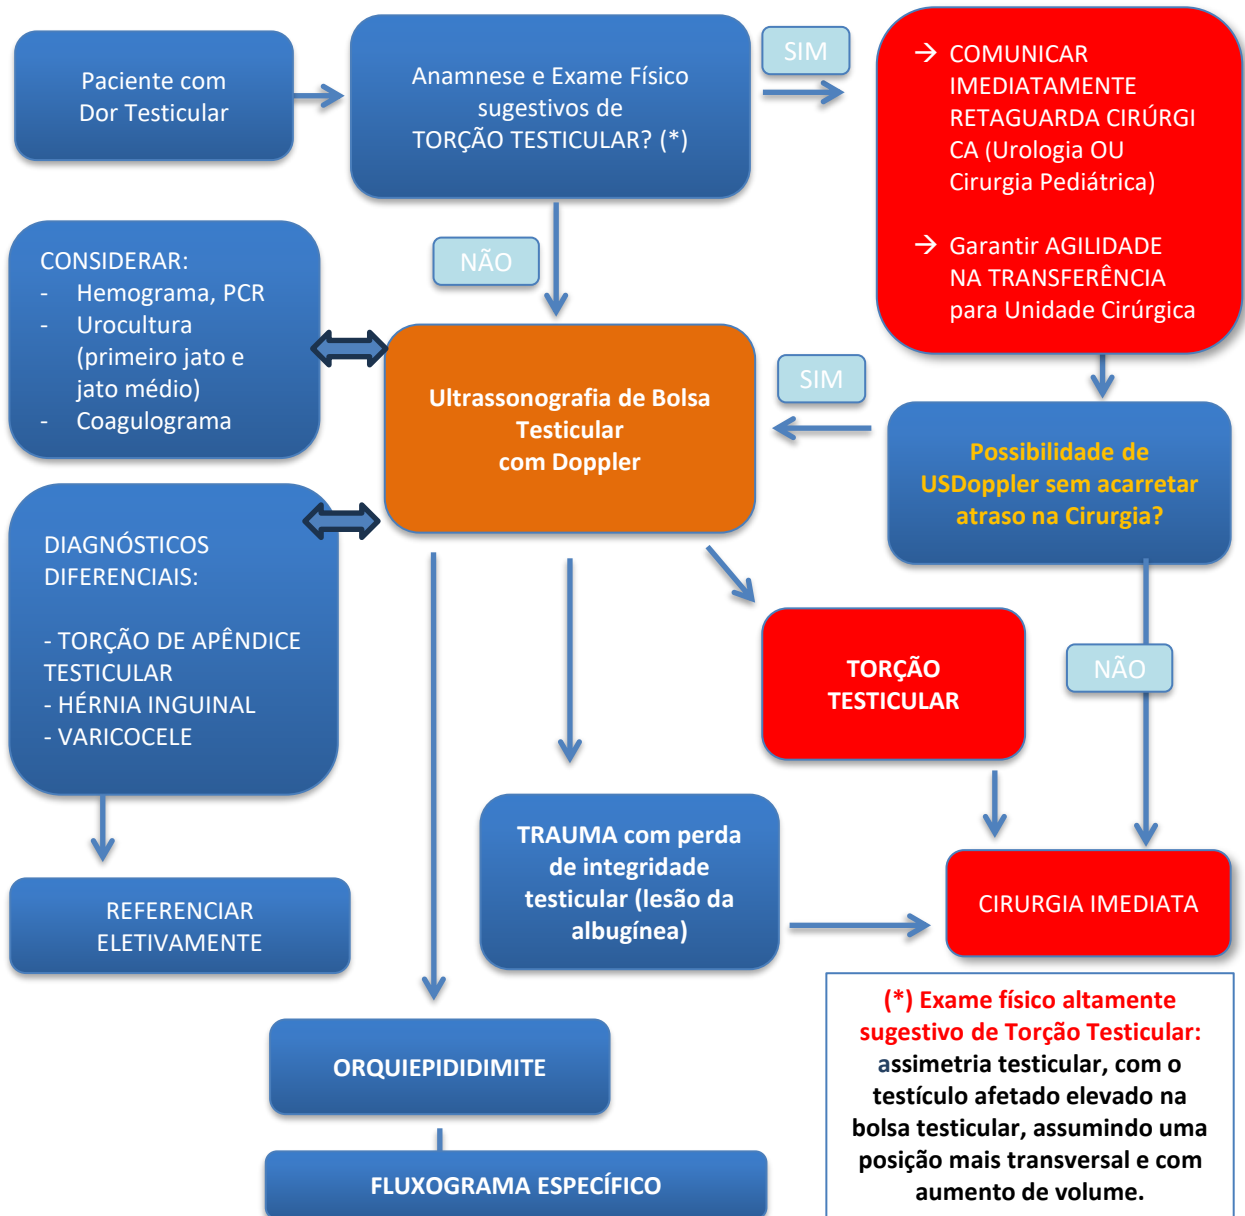 Paciente com
Dor Testicular
Anamnese e Exame Físico
sugestivos de
TORÇÃO TESTICULAR? (*)
SIM
→ COMUNICAR
IMEDIATAMENTE
RETAGUARDA CIRÚRGI
CA (Urologia OU
Cirurgia Pediátrica)
→ Garantir AGILIDADE
NA TRANSFERÊNCIA
para Unidade Cirúrgica
NÃO
CONSIDERAR:
- Hemograma, PCR
- Urocultura
(primeiro jato e
jato médio)
- Coagulograma
Ultrassonografia de Bolsa
Testicular
com Doppler
SIM
Possibilidade de
USDoppler sem acarretar
atraso na Cirurgia?
DIAGNÓSTICOS
DIFERENCIAIS:
- TORÇÃO DE APÊNDICE
TESTICULAR
- HÉRNIA INGUINAL
- VARICOCELE
TORÇÃO
TESTICULAR
NÃO
TRAUMA com perda
de integridade
testicular (lesão da
albugínea)
REFERENCIAR
ELETIVAMENTE
CIRURGIA IMEDIATA
ORQUIEPIDIDIMITE
FLUXOGRAMA ESPECÍFICO
(*) Exame físico altamente
sugestivo de Torção Testicular:
assimetria testicular, com o
testículo afetado elevado na
bolsa testicular, assumindo uma
posição mais transversal e com
aumento de volume.